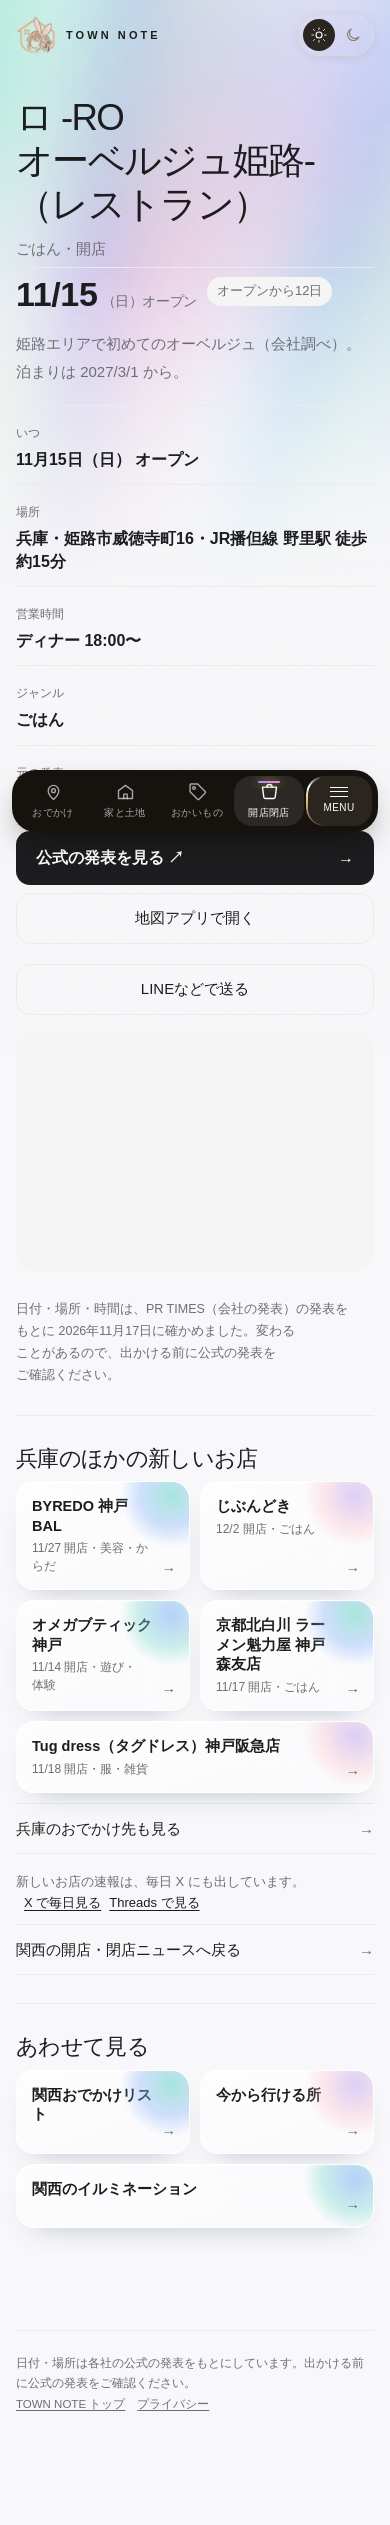 TOWN NOTE
ロ -RO
オーベルジュ姫路-
（レストラン）
ごはん・開店
11/15（日）オープン
オープンから12日
姫路エリアで初めてのオーベルジュ（会社調べ）。
泊まりは 2027/3/1 から。
いつ
11月15日（日） オープン
場所
兵庫・姫路市威徳寺町16・JR播但線 野里駅 徒歩
約15分
営業時間
ディナー 18:00〜
ジャンル
ごはん
おでかけ
家と土地
おかいもの
開店閉店
MENU
公式の発表を見る ↗ →
地図アプリで開く
LINEなどで送る
日付・場所・時間は、PR TIMES（会社の発表）の発表を
もとに 2026年11月17日に確かめました。変わる
ことがあるので、出かける前に公式の発表を
ご確認ください。
兵庫のほかの新しいお店
BYREDO 神戸
BAL
11/27 開店・美容・か
らだ
→
じぶんどき
12/2 開店・ごはん
→
オメガブティック
神戸
11/14 開店・遊び・
体験
→
京都北白川 ラー
メン魁力屋 神戸
森友店
11/17 開店・ごはん
→
Tug dress（タグドレス）神戸阪急店
11/18 開店・服・雑貨
→
兵庫のおでかけ先も見る →
新しいお店の速報は、毎日 X にも出しています。
X で毎日見る Threads で見る
関西の開店・閉店ニュースへ戻る →
あわせて見る
関西おでかけリス
ト
→
今から行ける所
→
関西のイルミネーション
→
日付・場所は各社の公式の発表をもとにしています。出かける前
に公式の発表をご確認ください。
TOWN NOTE トップ プライバシー